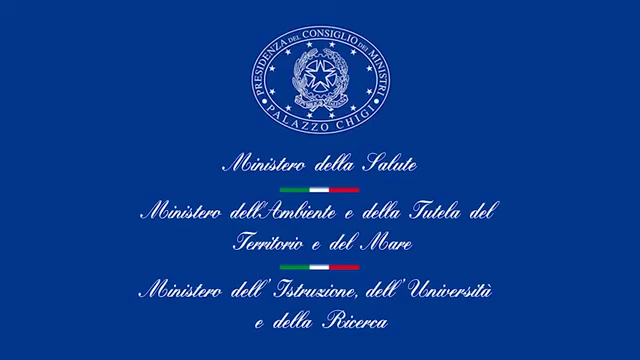 PRESIDENZA DEL CONSIGLIO DEI MINISTRI
• PALAZZO CHIGI •
Ministero della Salute
Ministero dell'Ambiente e della Tutela del
Territorio e del Mare
Ministero dell' Istruzione, dell' Università
e della Ricerca